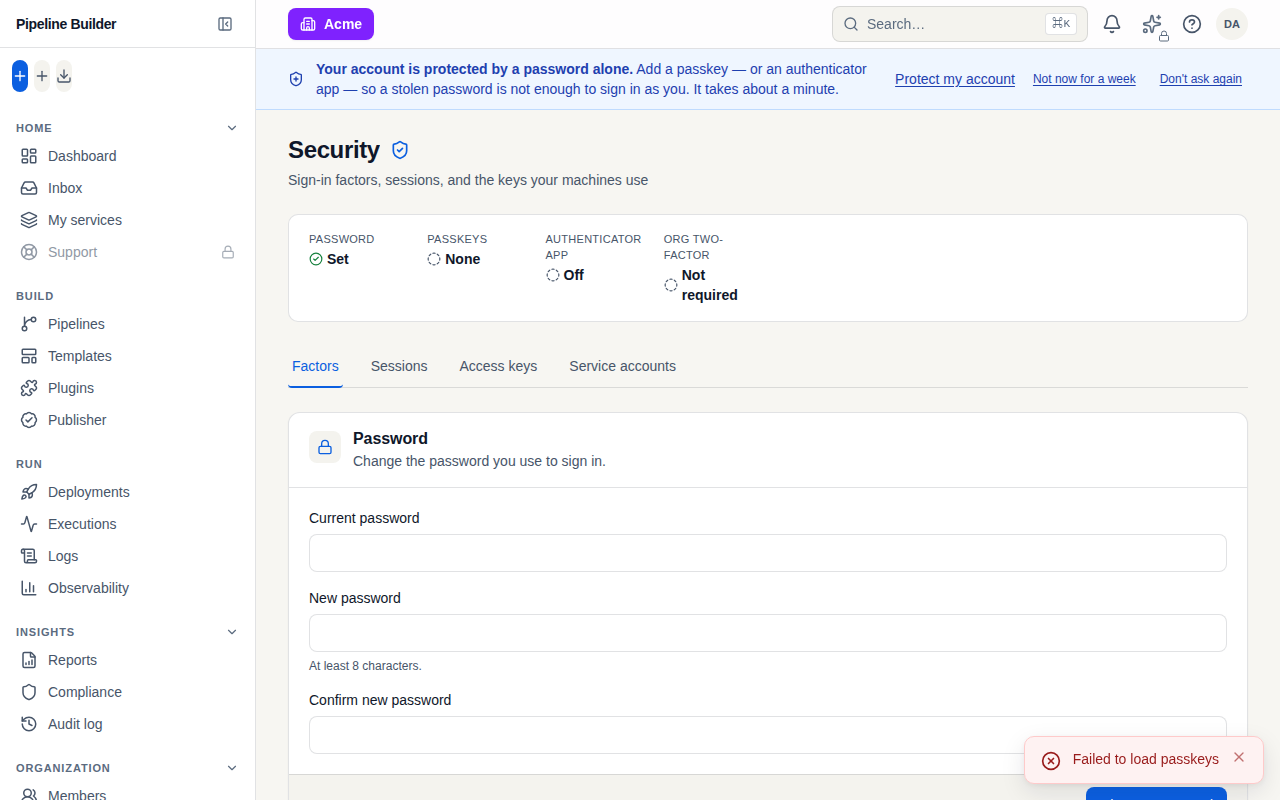 Pipeline Builder
Acme
Search…
⌘K
DA
Your account is protected by a password alone. Add a passkey — or an authenticator
app — so a stolen password is not enough to sign in as you. It takes about a minute.
Protect my account
Not now for a week
Don't ask again
HOME
Dashboard
Inbox
My services
Support
BUILD
Pipelines
Templates
Plugins
Publisher
RUN
Deployments
Executions
Logs
Observability
INSIGHTS
Reports
Compliance
Audit log
ORGANIZATION
Members
Security
Sign-in factors, sessions, and the keys your machines use
PASSWORD
Set
PASSKEYS
None
AUTHENTICATOR
APP
Off
ORG TWO-
FACTOR
Not
required
Factors
Sessions
Access keys
Service accounts
Password
Change the password you use to sign in.
Current password
New password
At least 8 characters.
Confirm new password
Failed to load passkeys